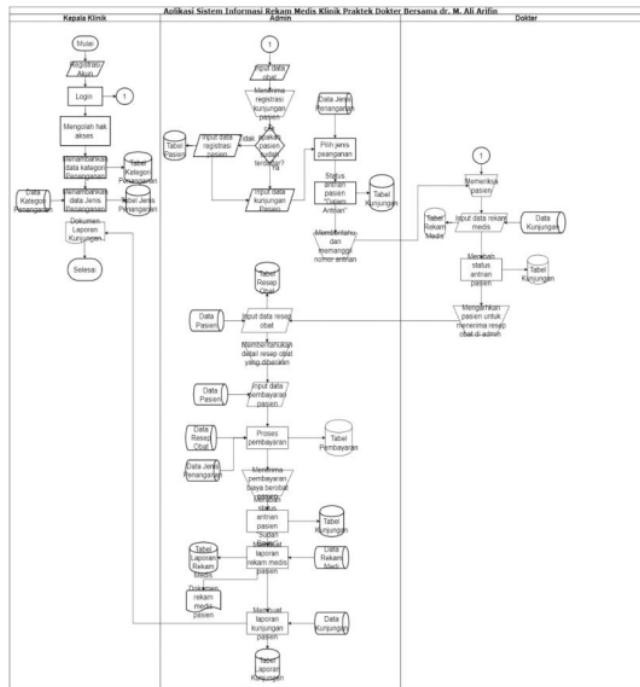 Aplikasi Sistem Informasi Rekam Medis Klinik Praktek Dokter Bersama dr. M. Ali Arifin
Kepala Klinik
Admin
Dokter
Mulai
Registrasi
Akun
Login
1
Mengolah hak
akses
Menambahkan
data kategori
Penanganan
Tabel
Kategori
Penanganan
Data
Kategori
Penanganan
Menambahkan
data Jenis
Penanganan
Tabel Jenis
Penanganan
Dokumen
Laporan
Kunjungan
Selesai
1
Input data
obat
Menerima
registrasi
kunjungan
pasien
apakah
pasien
sudah
terdaftar?
Tidak
Ya
Input data
registrasi
pasien
Tabel
Pasien
Input data
kunjungan
Pasien
Data Jenis
Penanganan
Pilih jenis
penanganan
Status
antrian
pasien
"Dalam
Antrian"
Tabel
Kunjungan
Memberitahu
dan
memanggil
nomor antrian
1
Memeriksa
pasien
Input data rekam
medis
Tabel
Rekam
Medis
Data
Kunjungan
Merubah
status
antrian
pasien
Tabel
Kunjungan
Mengarhkan
pasien untuk
menerima resep
obat di admin
Tabel
Resep
Obat
Data
Pasien
Input data resep
obat
Memberitahukan
detail resep obat
yang diberikan
Data
Pasien
Input data
pembayaran
pasien
Data
Resep
Obat
Proses
pembayaran
Tabel
Pembayaran
Data Jenis
Penanganan
Menerima
pembayaran
biaya berobat
pasien
Merubah
status
antrian
pasien
"Sudah
Tabel
Kunjungan
Membuat
laporan
rekam medis
pasien
Tabel
Laporan
Rekam
Medis
Data
Rekam
Medi
Dokumen
rekam
medis
pasien
Membuat
laporan
kunjungan
pasien
Data
Kunjungan
Tabel
Laporan
Kunjungan